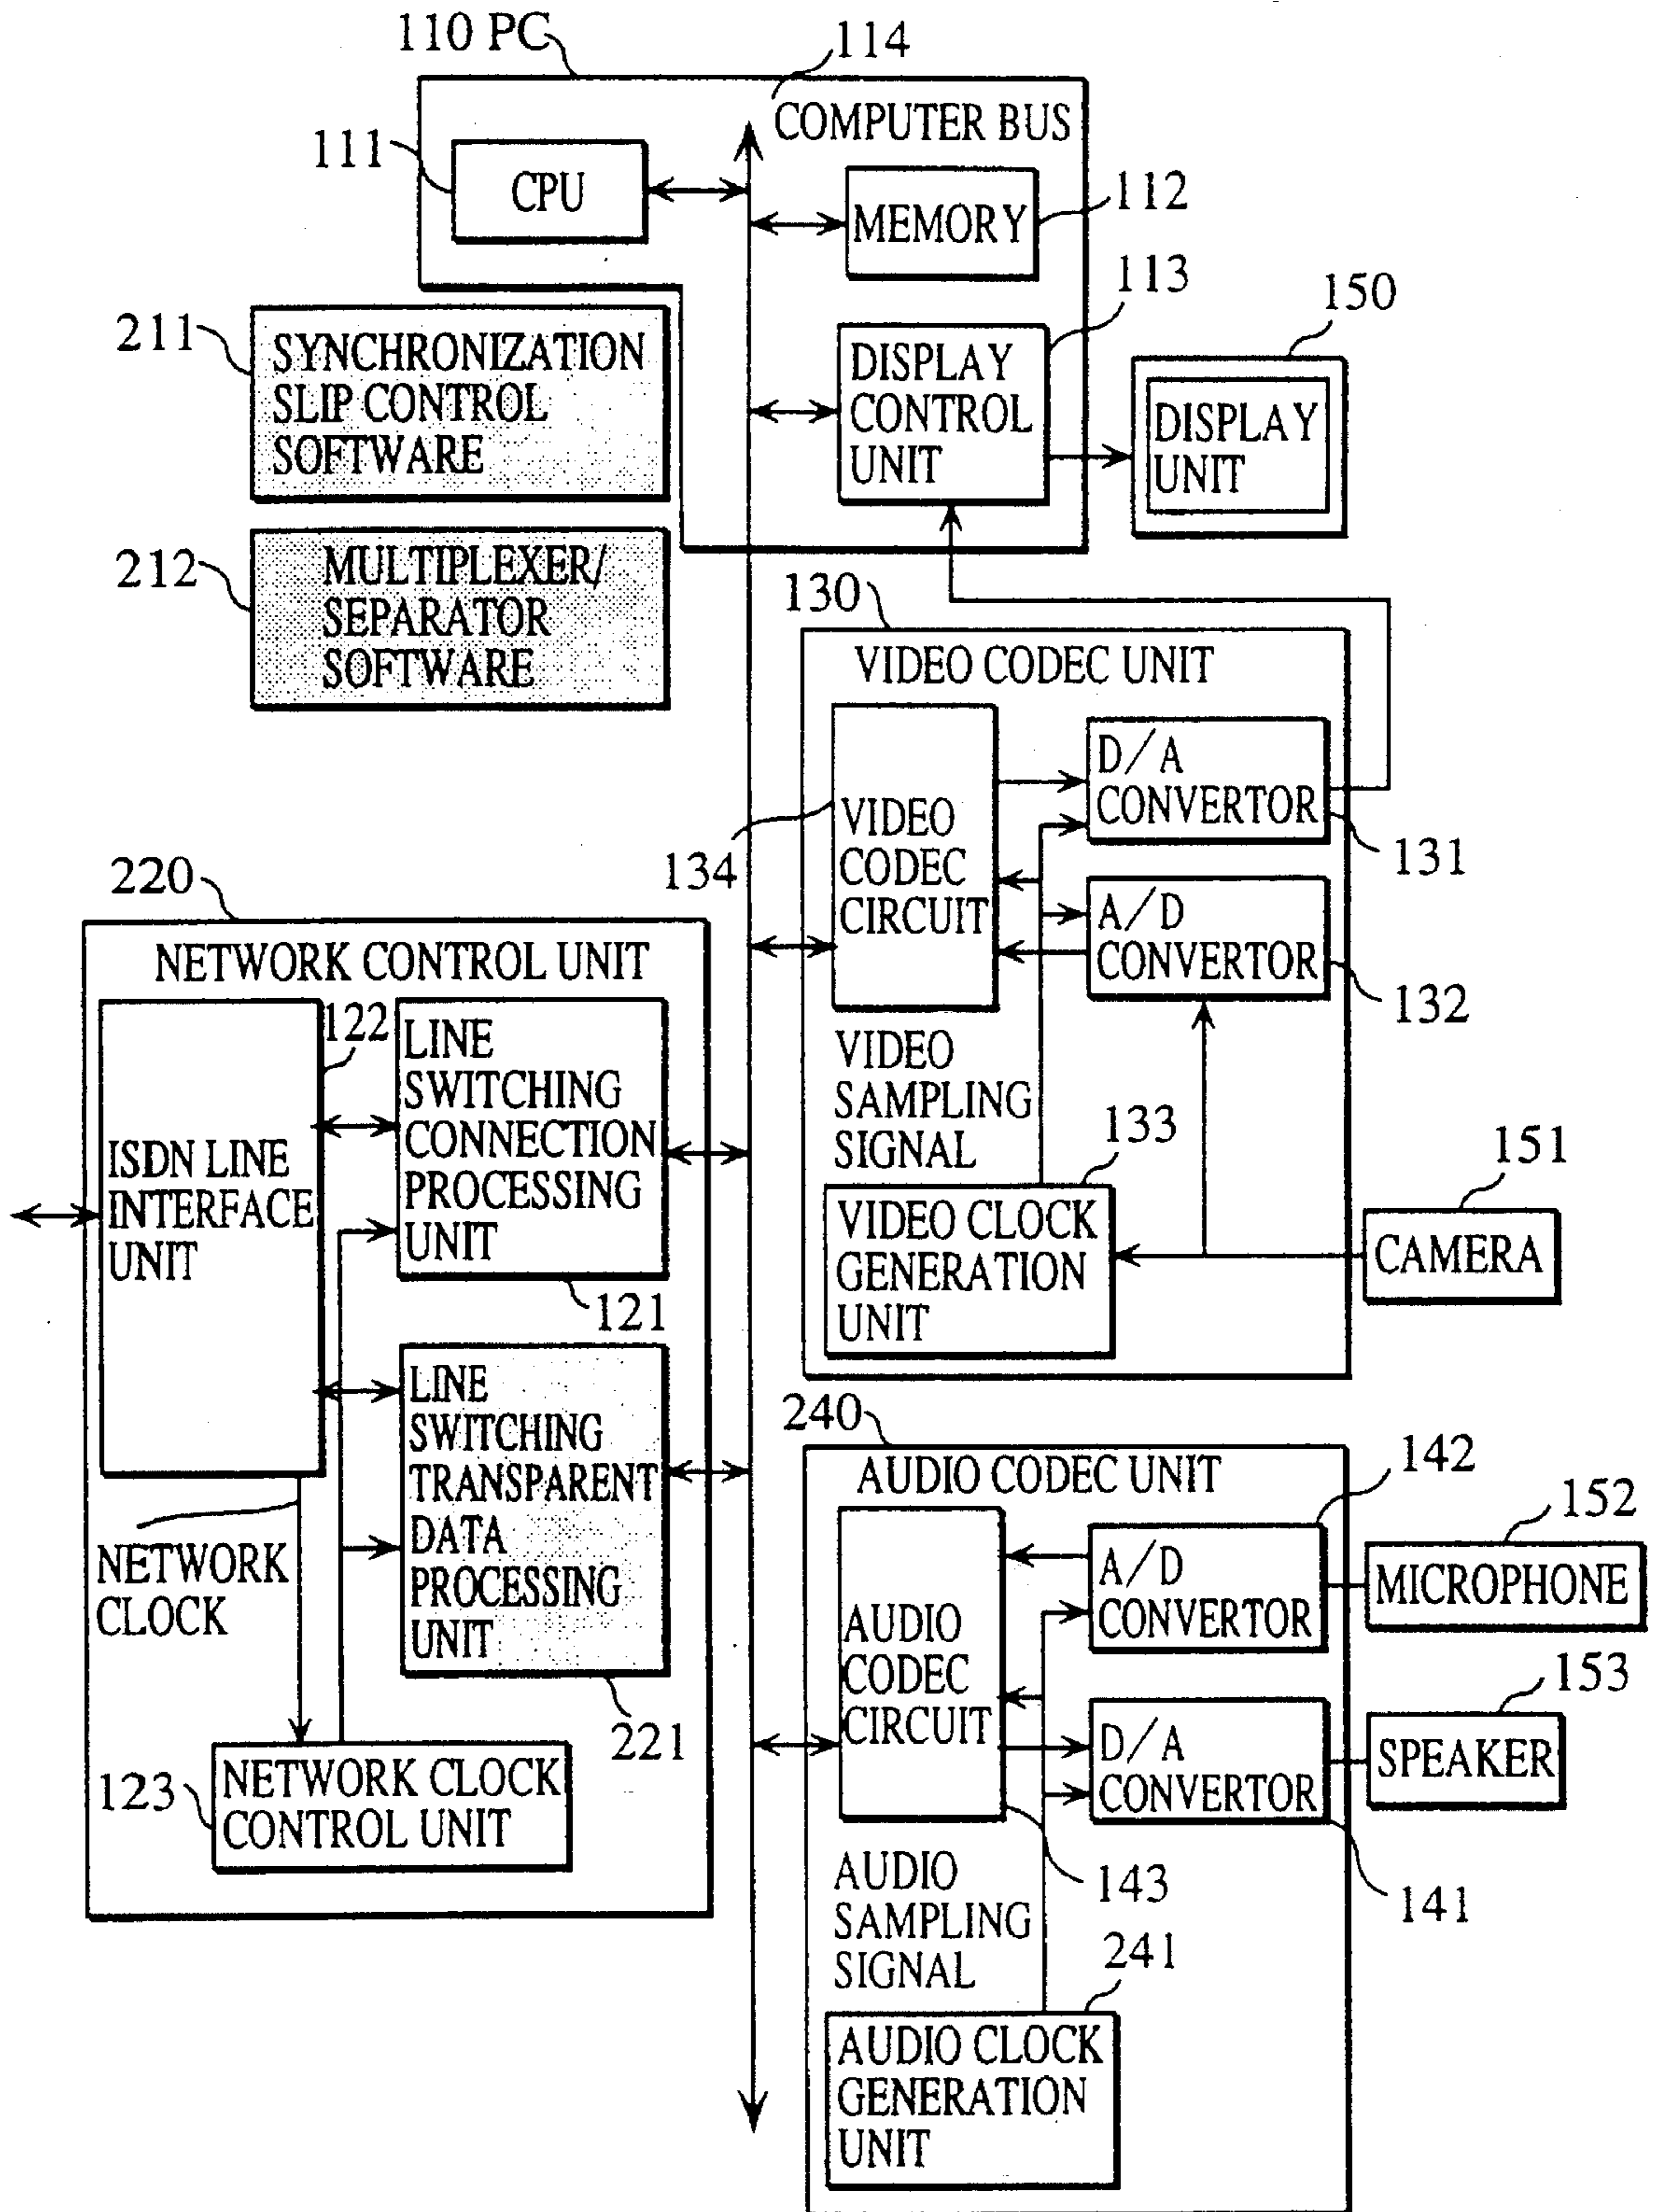 110 PC
114
COMPUTER BUS
111
CPU
MEMORY
112
113
150
211
SYNCHRONIZATION
SLIP CONTROL
SOFTWARE
DISPLAY
CONTROL
UNIT
DISPLAY
UNIT
212
MULTIPLEXER/
SEPARATOR
SOFTWARE
130
VIDEO CODEC UNIT
D/A
CONVERTOR
131
134
VIDEO
CODEC
CIRCUIT
A/D
CONVERTOR
132
VIDEO
SAMPLING
SIGNAL
133
VIDEO CLOCK
GENERATION
UNIT
151
CAMERA
220
NETWORK CONTROL UNIT
122
ISDN LINE
INTERFACE
UNIT
LINE
SWITCHING
CONNECTION
PROCESSING
UNIT
121
LINE
SWITCHING
TRANSPARENT
DATA
PROCESSING
UNIT
221
NETWORK
CLOCK
123
NETWORK CLOCK
CONTROL UNIT
240
AUDIO CODEC UNIT
142
A/D
CONVERTOR
152
MICROPHONE
AUDIO
CODEC
CIRCUIT
D/A
CONVERTOR
153
SPEAKER
143
141
AUDIO
SAMPLING
SIGNAL
241
AUDIO CLOCK
GENERATION
UNIT